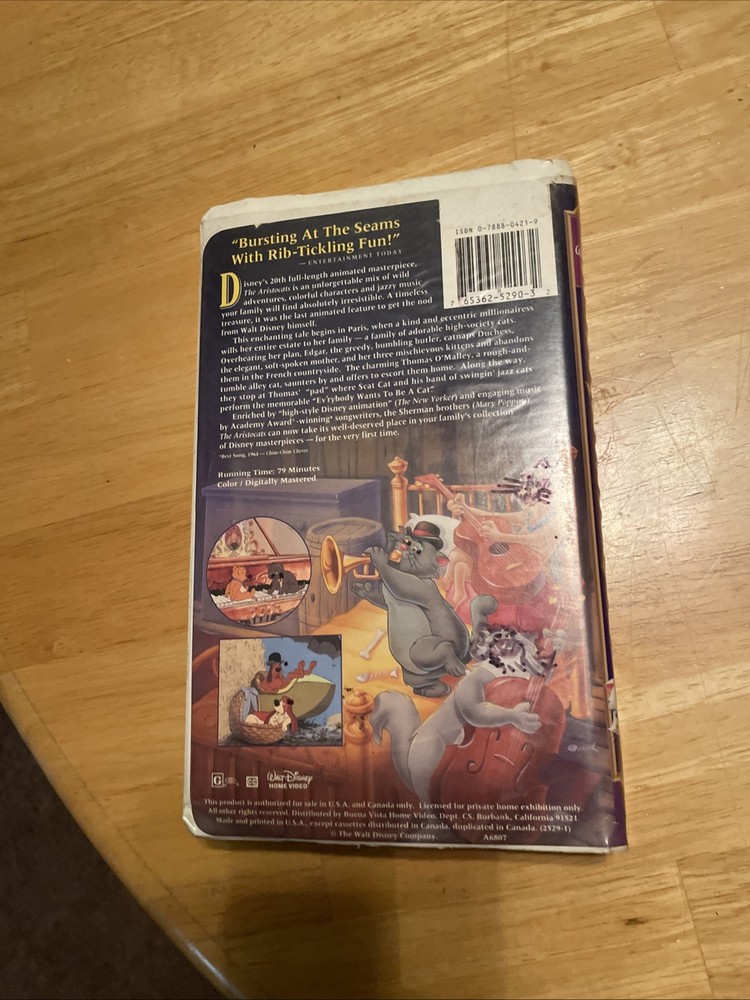 "Bursting At The Seams
With Rib-Tickling Fun!"
— ENTERTAINMENT TODAY
ISBN 0-7888-0421-9
7 65362-5290-3 2
Disney's 20th full-length animated masterpiece,
The Aristocats is an unforgettable mix of wild
adventures, colorful characters and jazzy music
your family will find absolutely irresistible. A timeless
treasure, it was the last animated feature to get the nod
from Walt Disney himself.
This enchanting tale begins in Paris, when a kind and eccentric millionairess
wills her entire estate to her family — a family of adorable high-society cats.
Overhearing her plan, Edgar, the greedy, bumbling butler, catnaps Duchess,
the elegant, soft-spoken mother, and her three mischievous kittens and abandons
them in the French countryside. The charming Thomas O'Malley, a rough-and-
tumble alley cat, saunters by and offers to escort them home. Along the way,
they stop at Thomas' "pad" where Scat Cat and his band of swingin' jazz cats
perform the memorable "Ev'rybody Wants To Be A Cat."
Enriched by "high-style Disney animation" (The New Yorker) and engaging music
by Academy Award®-winning* songwriters, the Sherman brothers (Mary Poppins),
The Aristocats can now take its well-deserved place in your family's collection
of Disney masterpieces — for the very first time.
*Best Song, 1964 — Chim-Chim Cheree
Running Time: 79 Minutes
Color / Digitally Mastered
G
CC
WALT DISNEY
HOME VIDEO
This product is authorized for sale in U.S.A. and Canada only. Licensed for private home exhibition only.
All other rights reserved. Distributed by Buena Vista Home Video, Dept. CS, Burbank, California 91521.
Made and printed in U.S.A., except cassettes distributed in Canada, duplicated in Canada. (2529-1)
© The Walt Disney Company. A6807